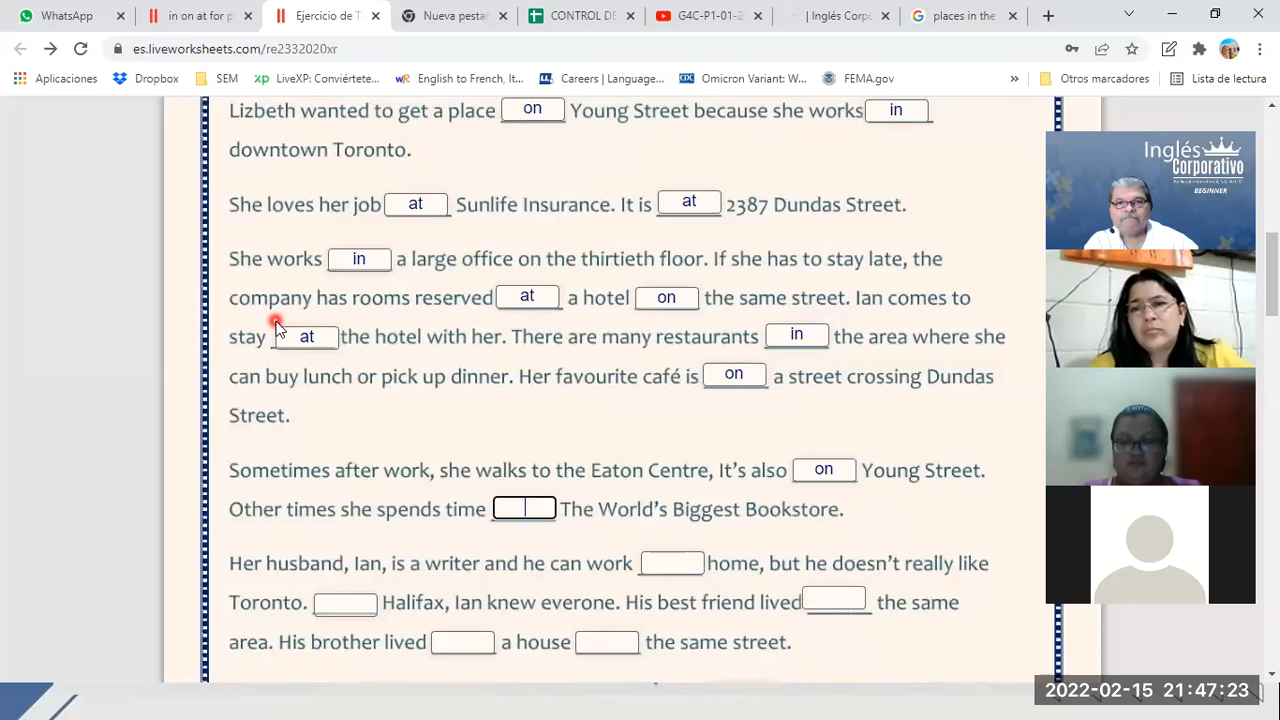 WhatsApp
in on at for p
Ejercicio de T
Nueva pestañ
CONTROL DE
G4C-P1-01-2
Inglés Corpo
places in the
es.liveworksheets.com/re2332020xr
Aplicaciones
Dropbox
SEM
LiveXP: Conviértete...
English to French, It...
Careers | Language...
Omicron Variant: W...
FEMA.gov
»
Otros marcadores
Lista de lectura
Lizbeth wanted to get a place on Young Street because she works in
downtown Toronto.
She loves her job at Sunlife Insurance. It is at 2387 Dundas Street.
She works in a large office on the thirtieth floor. If she has to stay late, the
company has rooms reserved at a hotel on the same street. Ian comes to
stay at the hotel with her. There are many restaurants in the area where she
can buy lunch or pick up dinner. Her favourite café is on a street crossing Dundas
Street.
Sometimes after work, she walks to the Eaton Centre, It's also on Young Street.
Other times she spends time The World's Biggest Bookstore.
Her husband, Ian, is a writer and he can work home, but he doesn't really like
Toronto. Halifax, Ian knew everone. His best friend lived the same
area. His brother lived a house the same street.
Inglés
Corporativo
BEGINNER
2022-02-15 21:47:23